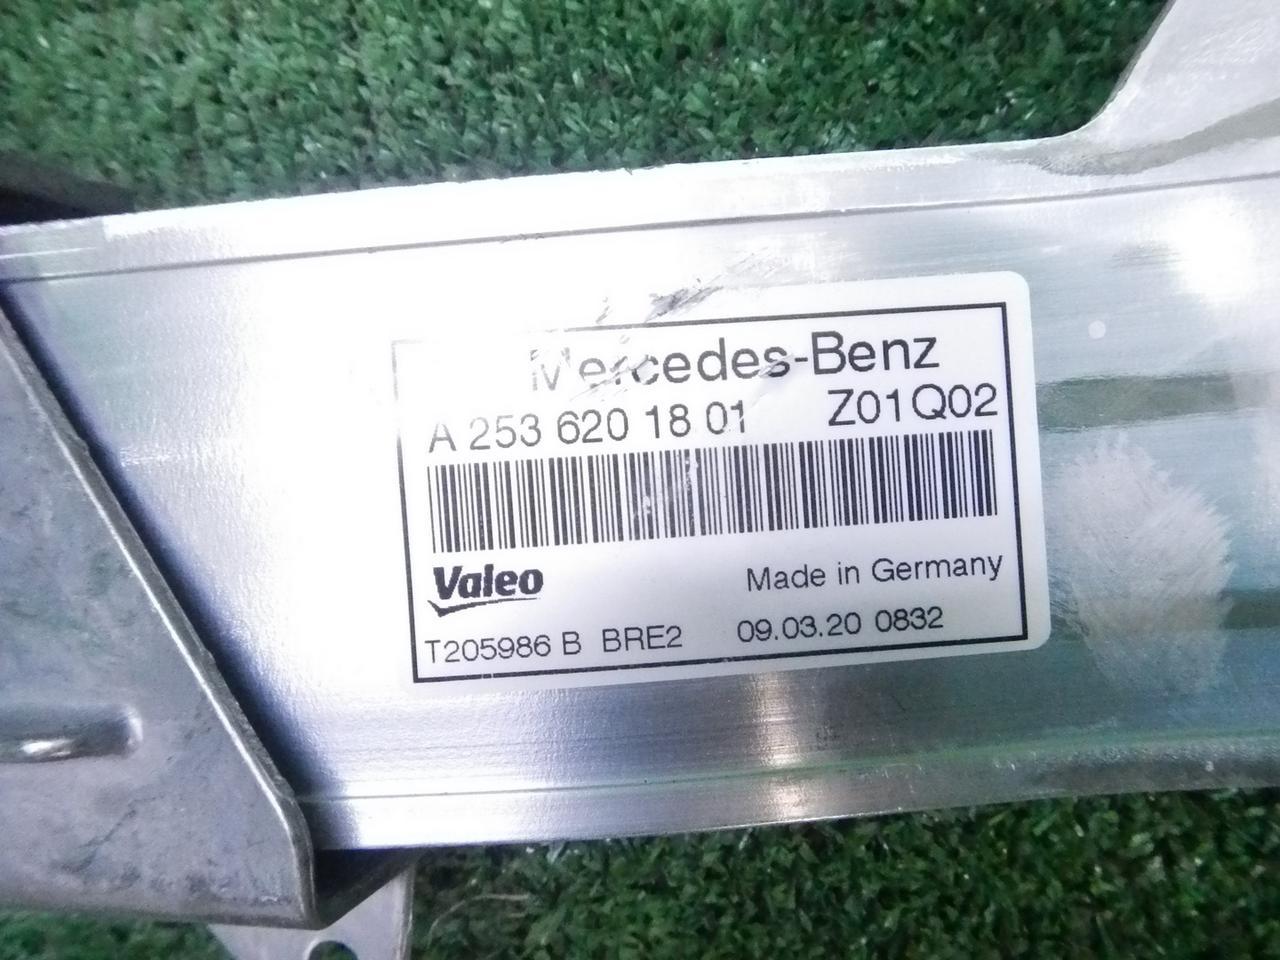 Mercedes-Benz
A 253 620 18 01 Z01Q02
Valeo Made in Germany
T205986 B BRE2 09.03.20 0832